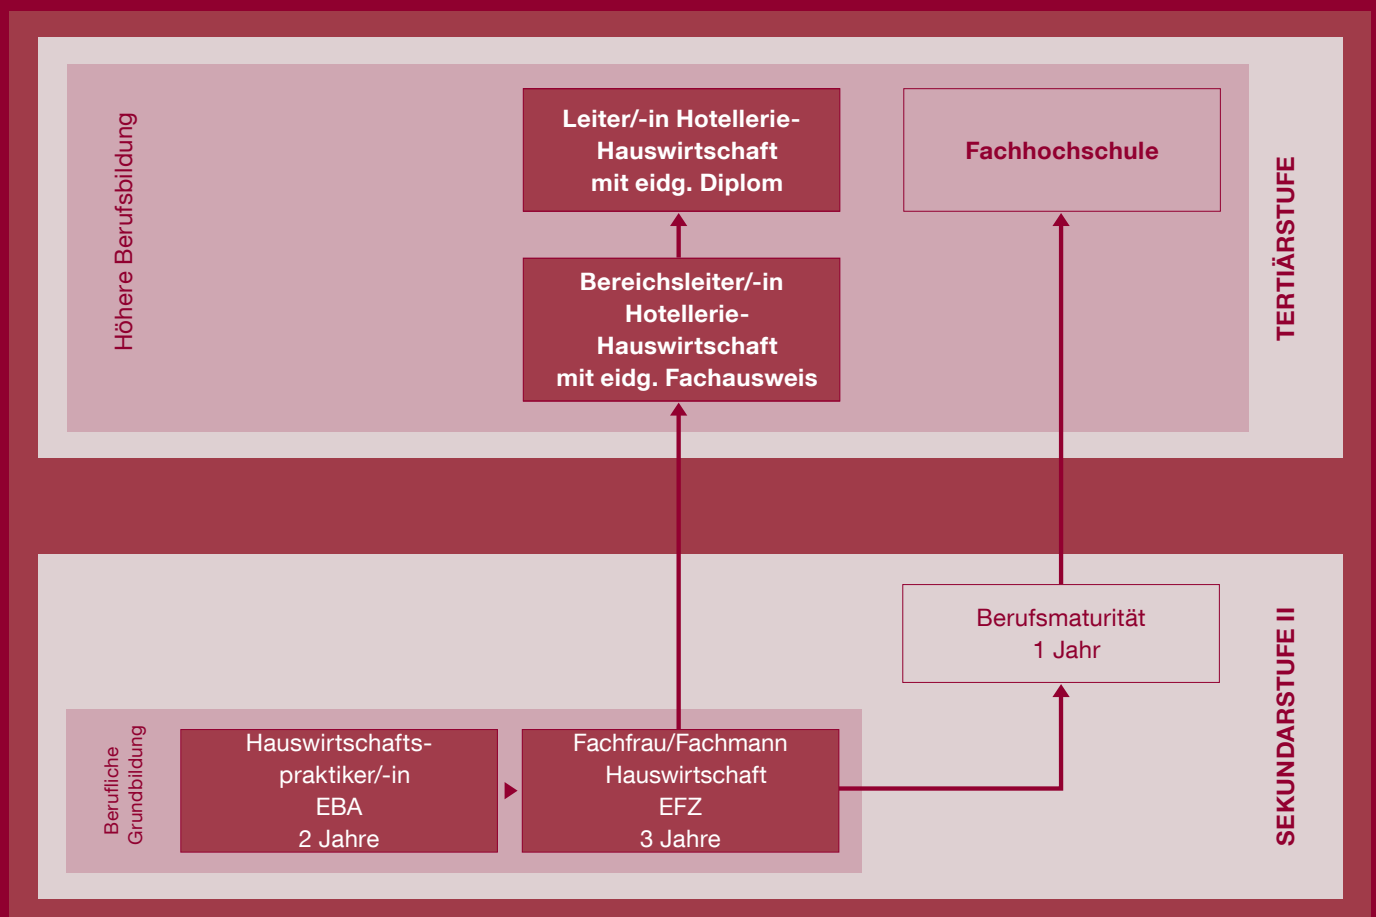 Höhere Berufsbildung
Leiter/-in Hotellerie-
Hauswirtschaft
mit eidg. Diplom
Fachhochschule
TERTIÄRSTUFE
Bereichsleiter/-in
Hotellerie-
Hauswirtschaft
mit eidg. Fachausweis
Berufsmaturität
1 Jahr
SEKUNDARSTUFE II
Berufliche
Grundbildung
Hauswirtschafts-
praktiker/-in
EBA
2 Jahre
Fachfrau/Fachmann
Hauswirtschaft
EFZ
3 Jahre